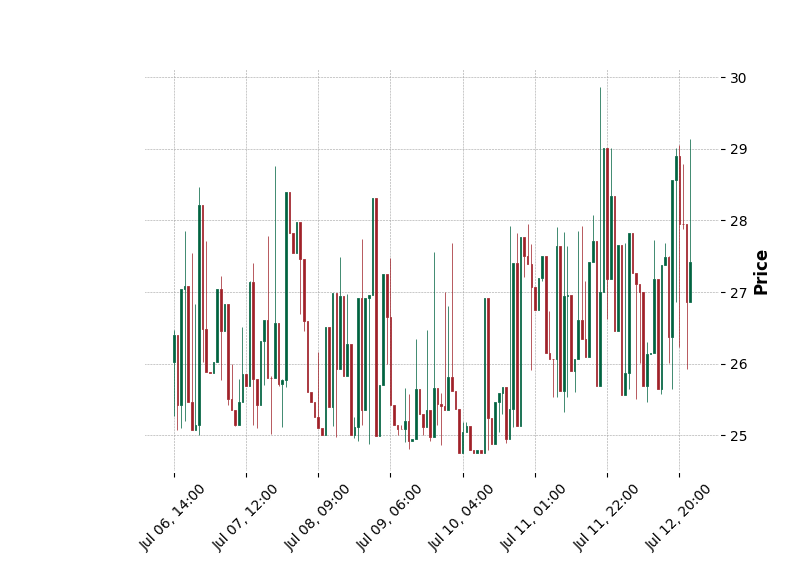 30
29
28
27
26
25
Price
Jul 06, 14:00
Jul 07, 12:00
Jul 08, 09:00
Jul 09, 06:00
Jul 10, 04:00
Jul 11, 01:00
Jul 11, 22:00
Jul 12, 20:00